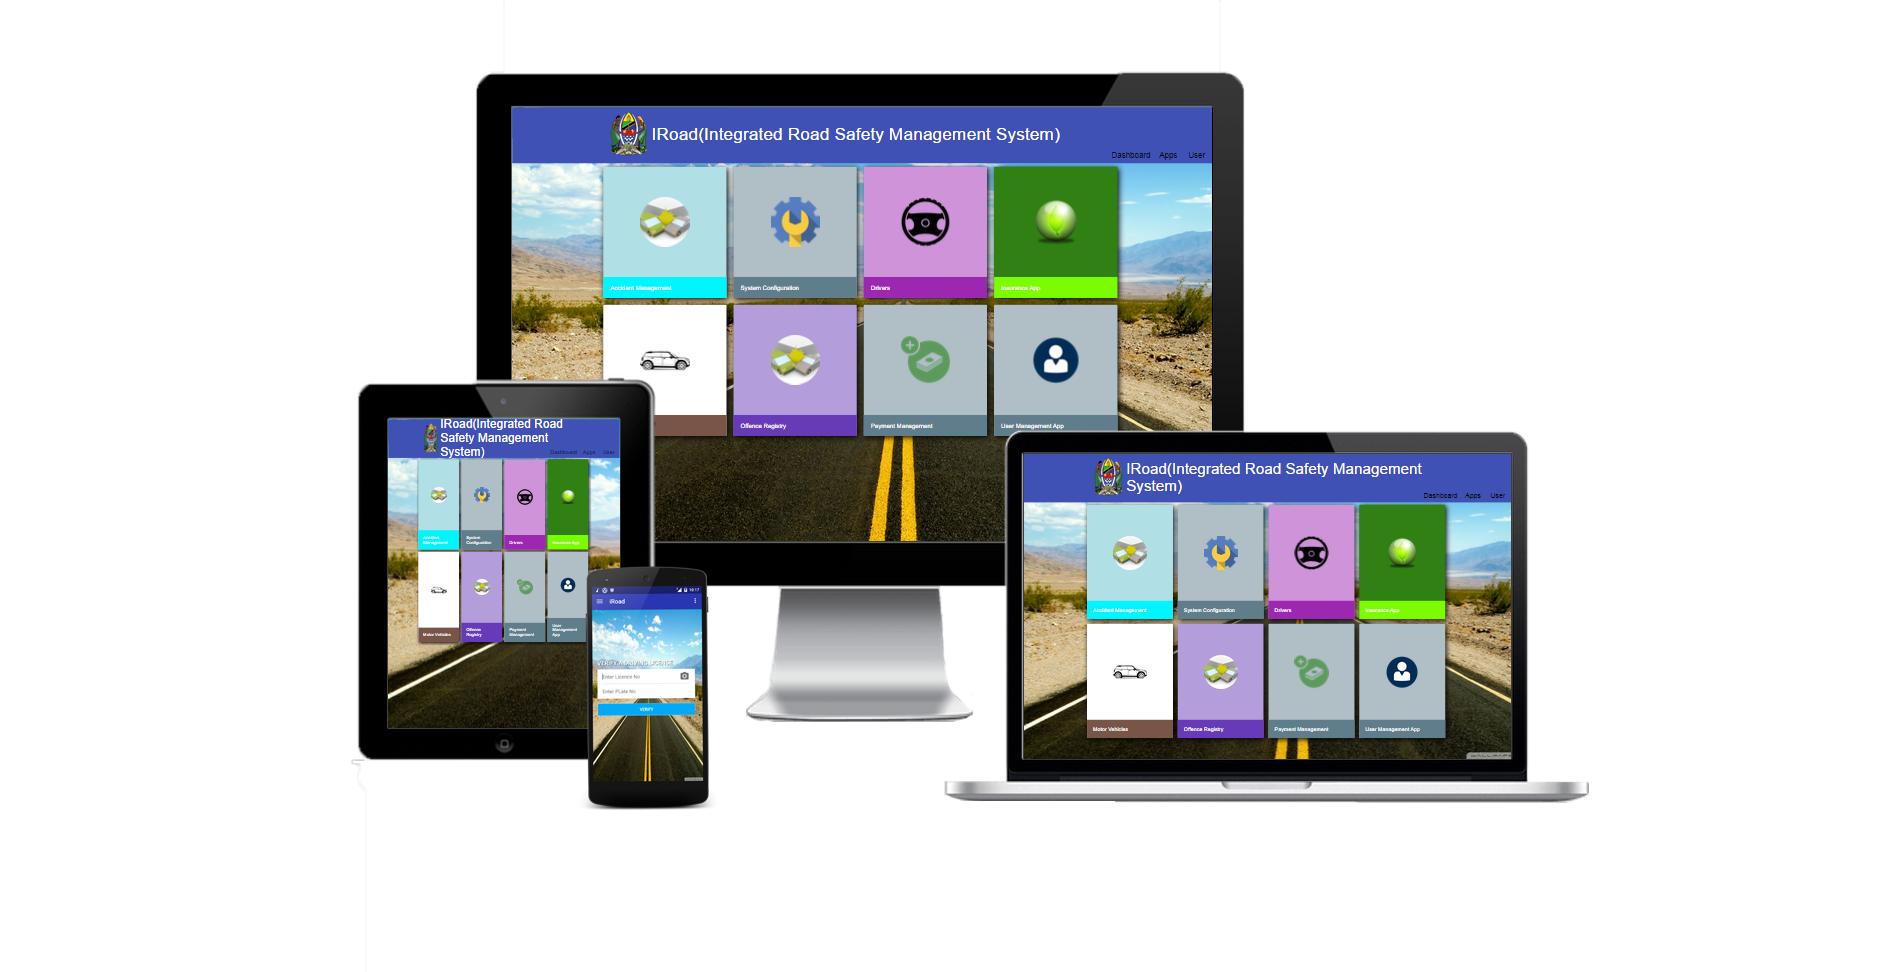 IRoad(Integrated Road Safety Management System)
Dashboard Apps User
Accident Management
System Configuration
Drivers
Insurance App
Offence Registry
Payment Management
User Management App
IRoad(Integrated Road
Safety Management
System)
Dashboard Apps User
Accident
Management
System
Configuration
Drivers
Insurance App
Motor Vehicles
Offence
Registry
Payment
Management
User
Management
App
16:17
iRoad
VERIFY A DRIVING LICENSE
Enter Licence No
Enter PLate No
VERIFY
IRoad(Integrated Road Safety Management
System)
Dashboard Apps User
Accident Management
System Configuration
Drivers
Insurance App
Motor Vehicles
Offence Registry
Payment Management
User Management App